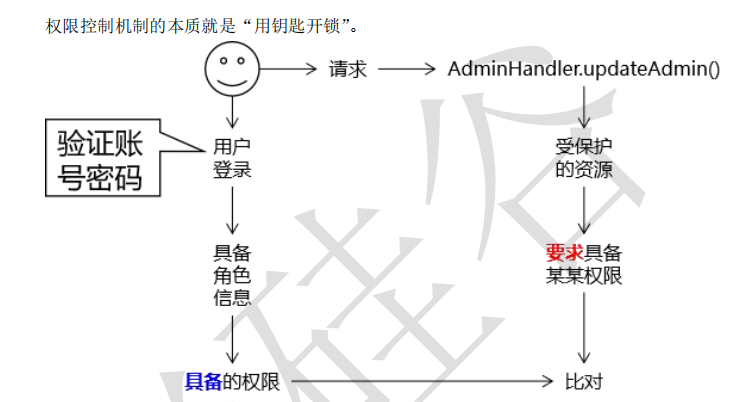 权限控制机制的本质就是“用钥匙开锁”。
请求
AdminHandler.updateAdmin()
验证账
号密码
用户
登录
受保护
的资源
具备
角色
信息
要求具备
某某权限
具备的权限
比对
硅谷